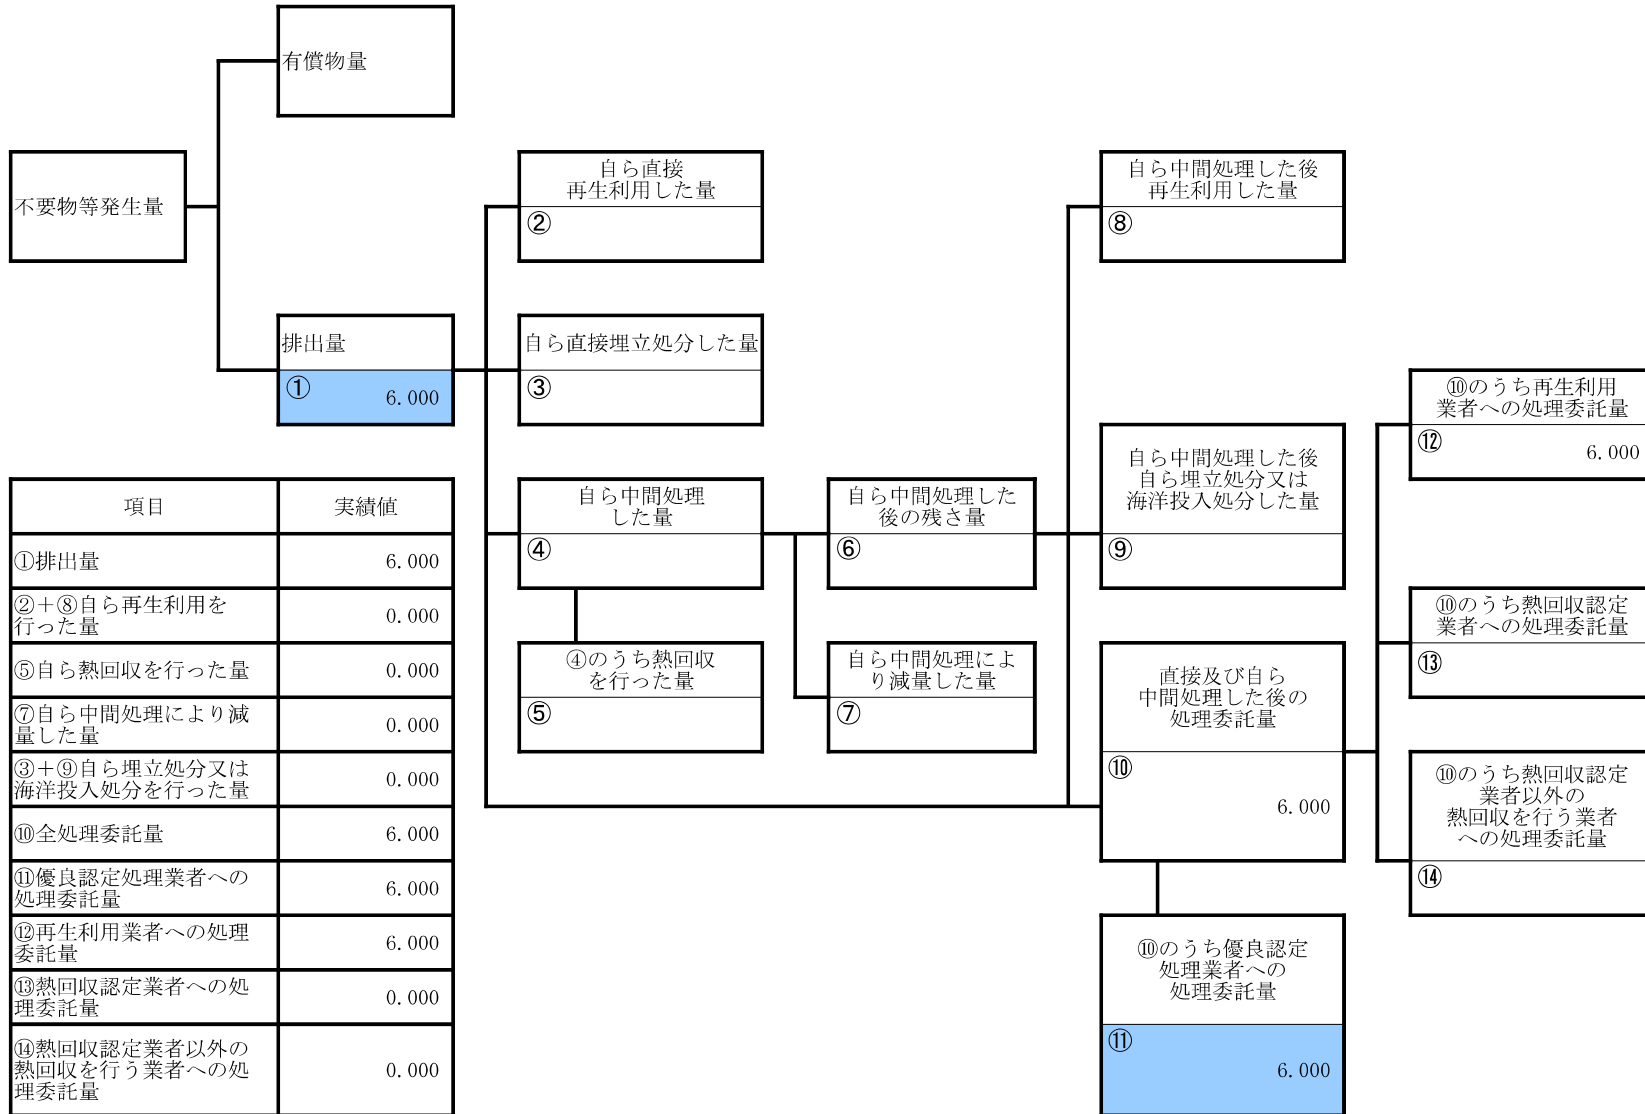 有償物量
不要物等発生量
排出量
① 6.000
自ら直接
再生利用した量
②
自ら直接埋立処分した量
③
自ら中間処理
した量
④
④のうち熱回収
を行った量
⑤
自ら中間処理した
後の残さ量
⑥
自ら中間処理によ
り減量した量
⑦
自ら中間処理した後
再生利用した量
⑧
自ら中間処理した後
自ら埋立処分又は
海洋投入処分した量
⑨
直接及び自ら
中間処理した後の
処理委託量
⑩
6.000
⑩のうち優良認定
処理業者への
処理委託量
⑪
6.000
⑩のうち再生利用
業者への処理委託量
⑫ 6.000
⑩のうち熱回収認定
業者への処理委託量
⑬
⑩のうち熱回収認定
業者以外の
熱回収を行う業者
への処理委託量
⑭
項目 実績値
①排出量 6.000
②+⑧自ら再生利用を
行った量 0.000
⑤自ら熱回収を行った量 0.000
⑦自ら中間処理により減
量した量 0.000
③+⑨自ら埋立処分又は
海洋投入処分を行った量 0.000
⑩全処理委託量 6.000
⑪優良認定処理業者への
処理委託量 6.000
⑫再生利用業者への処理
委託量 6.000
⑬熱回収認定業者への処
理委託量 0.000
⑭熱回収認定業者以外の
熱回収を行う業者への処
理委託量 0.000